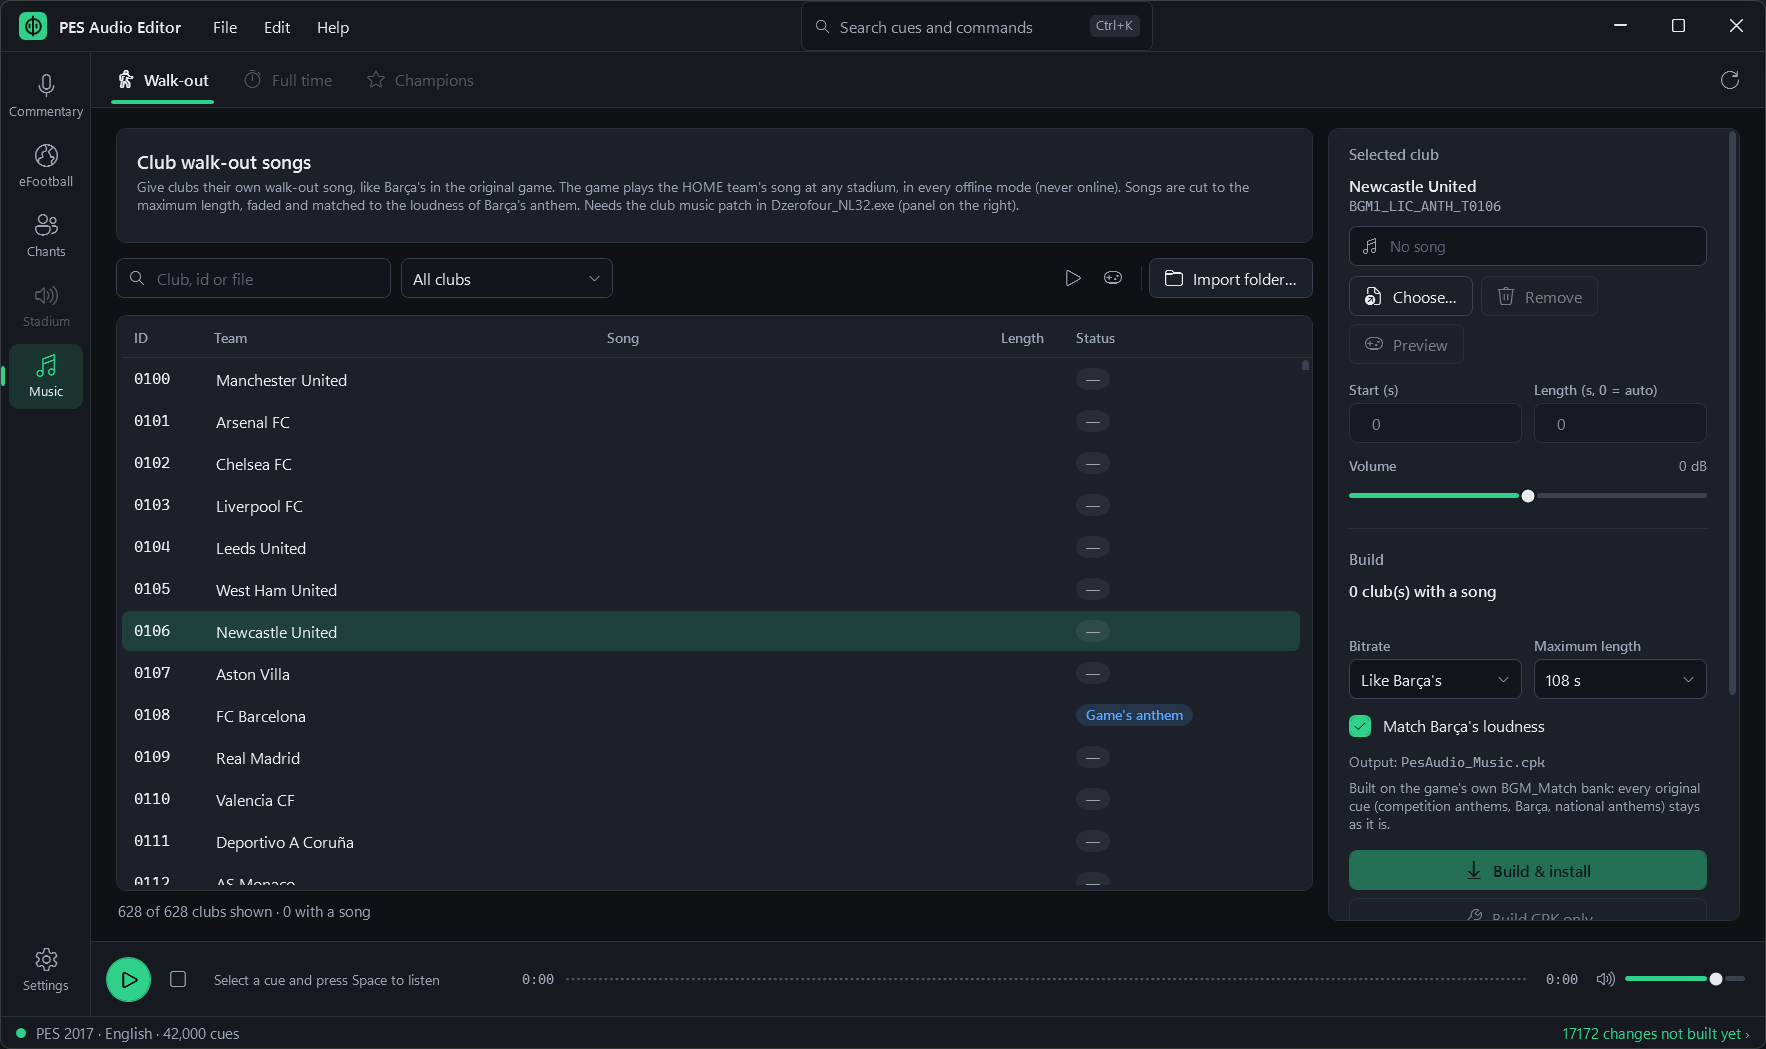 PES Audio Editor
File
Edit
Help
Search cues and commands
Ctrl+K
Commentary
eFootball
Chants
Stadium
Music
Settings
Walk-out
Full time
Champions
Club walk-out songs
Give clubs their own walk-out song, like Barça's in the original game. The game plays the HOME team's song at any stadium, in every offline mode (never online). Songs are cut to the
maximum length, faded and matched to the loudness of Barça's anthem. Needs the club music patch in Dzerofour_NL32.exe (panel on the right).
Club, id or file
All clubs
Import folder...
ID Team Song Length Status
0100 Manchester United —
0101 Arsenal FC —
0102 Chelsea FC —
0103 Liverpool FC —
0104 Leeds United —
0105 West Ham United —
0106 Newcastle United —
0107 Aston Villa —
0108 FC Barcelona Game's anthem
0109 Real Madrid —
0110 Valencia CF —
0111 Deportivo A Coruña —
0112 AS Monaco —
628 of 628 clubs shown · 0 with a song
Selected club
Newcastle United
BGM1_LIC_ANTH_T0106
No song
Choose...
Remove
Preview
Start (s)
Length (s, 0 = auto)
0
0
Volume
0 dB
Build
0 club(s) with a song
Bitrate
Maximum length
Like Barça's
108 s
Match Barça's loudness
Output: PesAudio_Music.cpk
Built on the game's own BGM_Match bank: every original
cue (competition anthems, Barça, national anthems) stays
as it is.
Build & install
Build CPK only
Select a cue and press Space to listen
0:00
0:00
PES 2017 · English · 42,000 cues
17172 changes not built yet ›